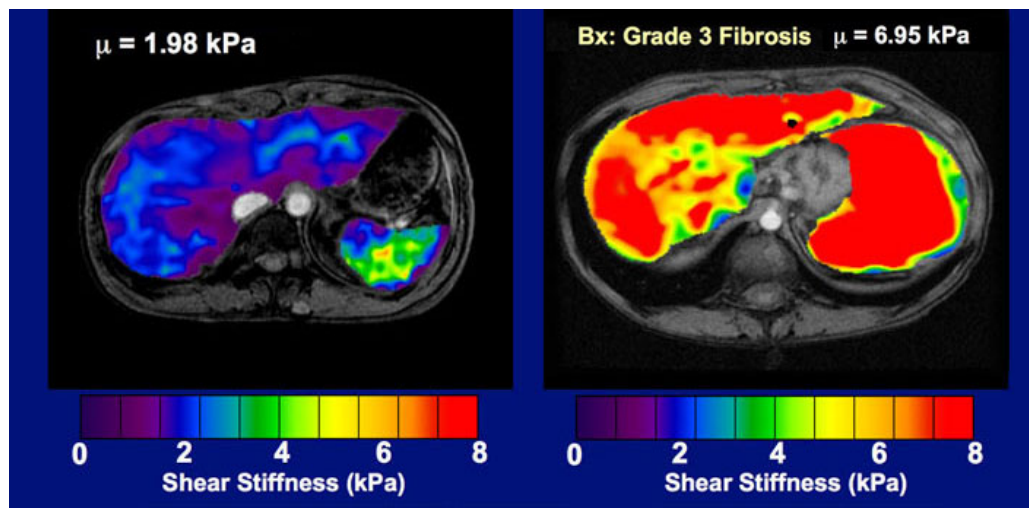 μ = 1.98 kPa
0 2 4 6 8
Shear Stiffness (kPa)
Bx: Grade 3 Fibrosis μ = 6.95 kPa
0 2 4 6 8
Shear Stiffness (kPa)